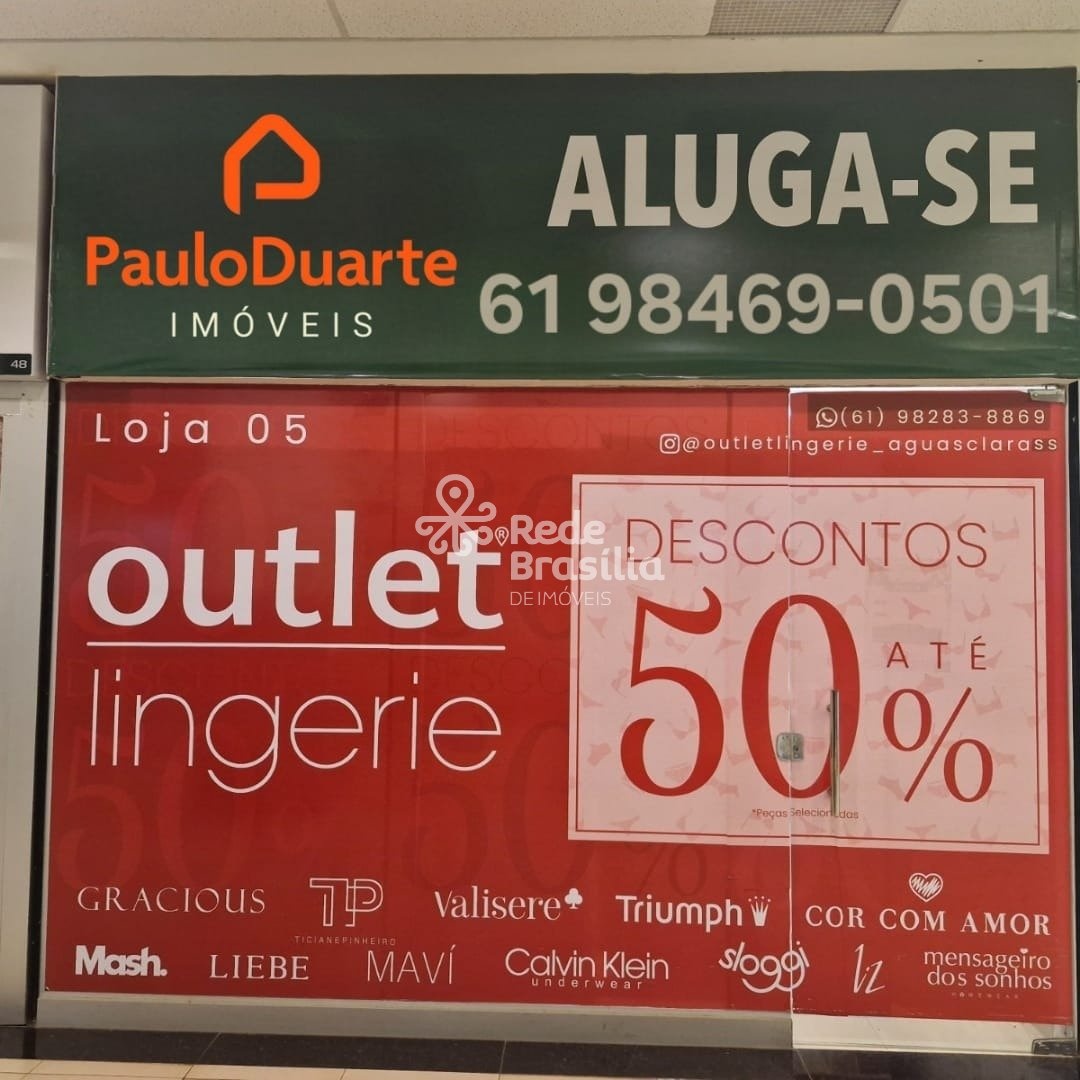 PauloDuarte
IMÓVEIS
ALUGA-SE
61 98469-0501
48
Loja 05
(61) 98283-8869
@outletlingerie_aguasclarass
outlet®
lingerie
Rede
Brasília
DE IMÓVEIS
DESCONTOS
ATÉ
50%
*Peças Selecionadas
GRACIOUS
TP
TICIANEPINHEIRO
Valisere
Triumph
COR COM AMOR
Mash.
LIEBE
MAVÍ
Calvin Klein
underwear
sloggi
Liz
mensageiro
dos sonhos
HOMEWEAR